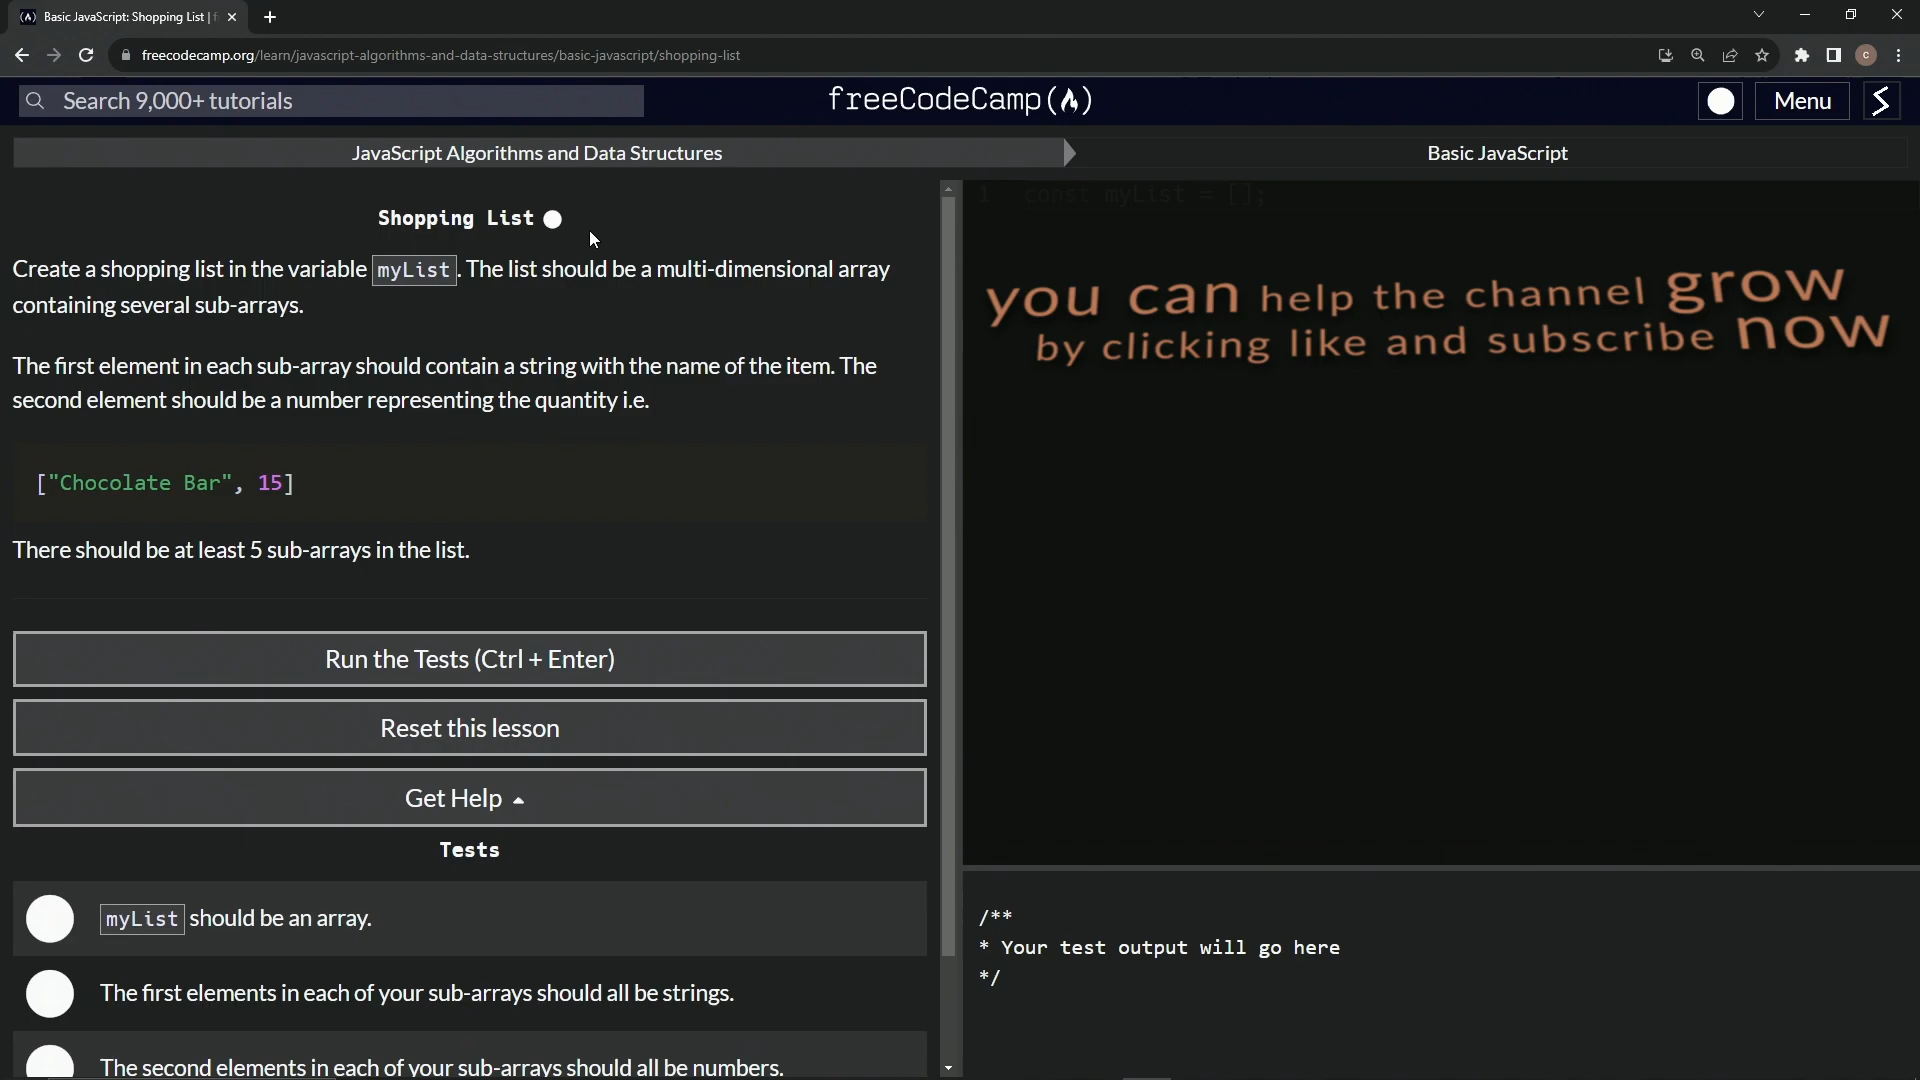 Basic JavaScript: Shopping List |
freecodecamp.org/learn/javascript-algorithms-and-data-structures/basic-javascript/shopping-list
c
Search 9,000+ tutorials
freeCodeCamp
Menu
JavaScript Algorithms and Data Structures
Basic JavaScript
Shopping List
Create a shopping list in the variable myList. The list should be a multi-dimensional array
containing several sub-arrays.
The first element in each sub-array should contain a string with the name of the item. The
second element should be a number representing the quantity i.e.
["Chocolate Bar", 15]
There should be at least 5 sub-arrays in the list.
Run the Tests (Ctrl + Enter)
Reset this lesson
Get Help
Tests
myList should be an array.
The first elements in each of your sub-arrays should all be strings.
The second elements in each of your sub-arrays should all be numbers.
1 const myList = [];
you can help the channel grow
by clicking like and subscribe now
/**
* Your test output will go here
*/